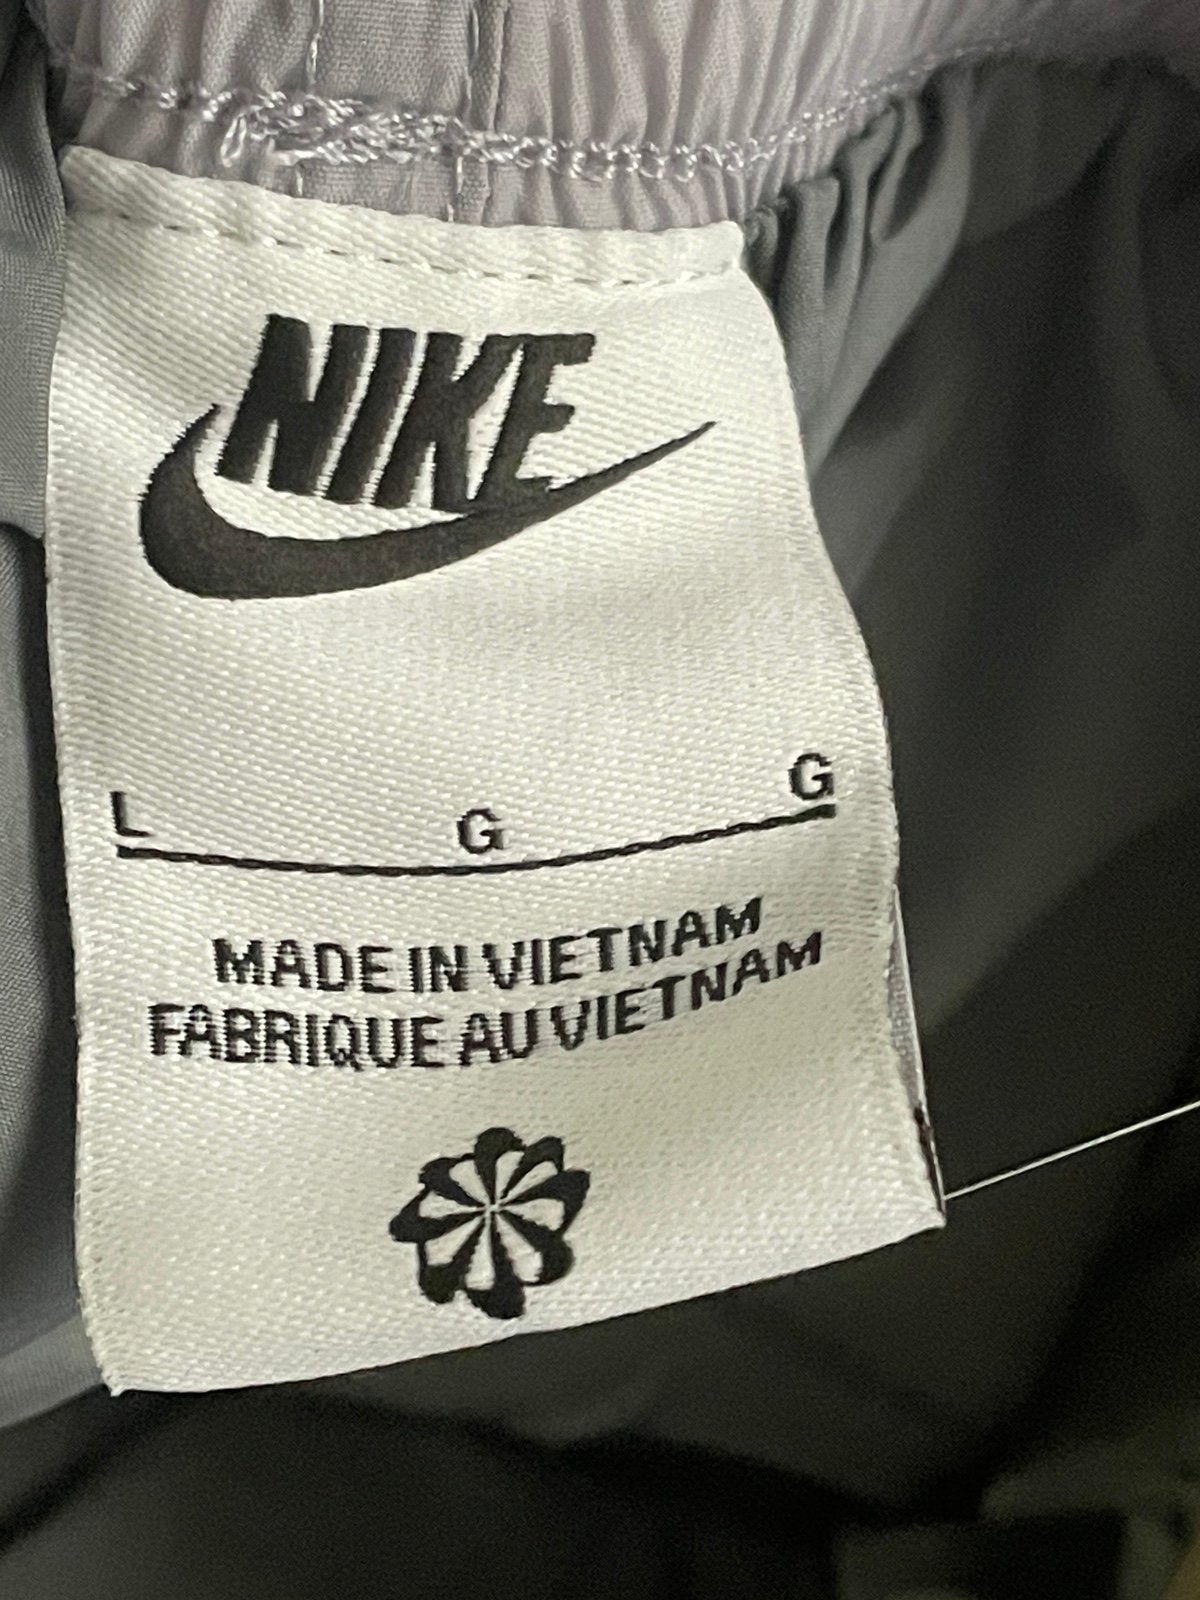 NIKE
L G G
MADE IN VIETNAM
FABRIQUE AU VIETNAM